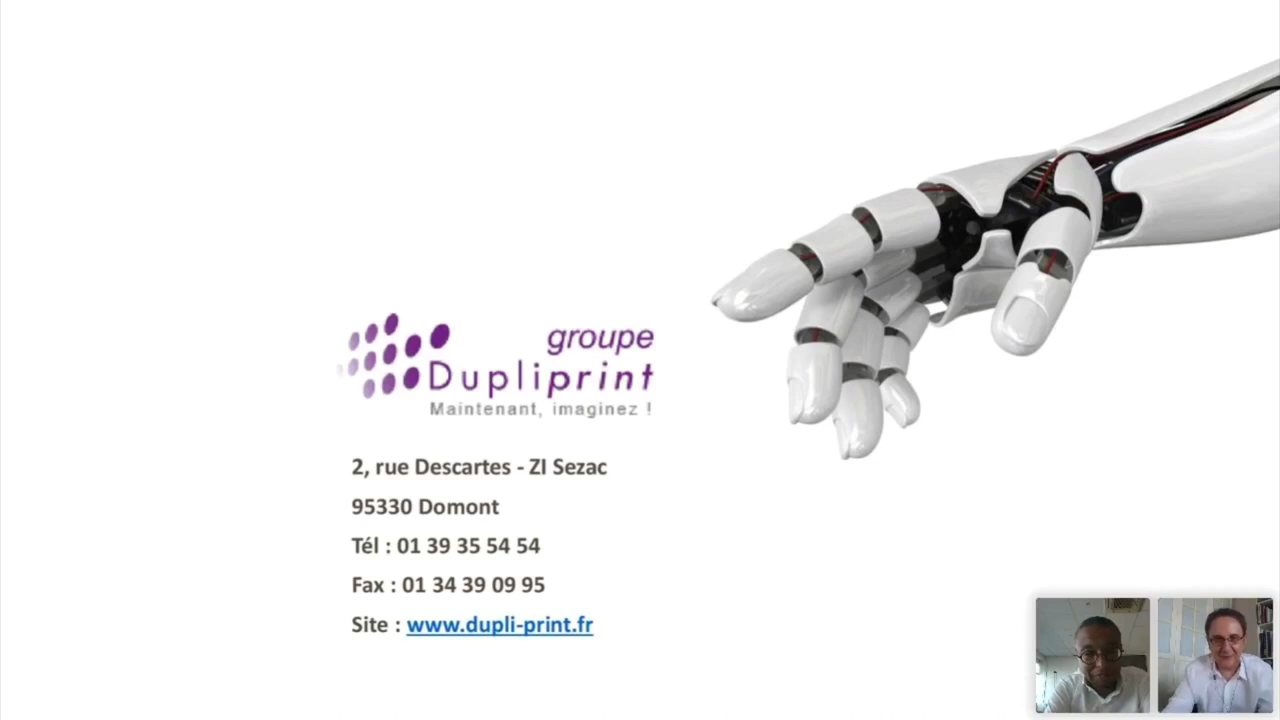 groupe
Dupliprint
Maintenant, imaginez !
2, rue Descartes - ZI Sezac
95330 Domont
Tél : 01 39 35 54 54
Fax : 01 34 39 09 95
Site : www.dupli-print.fr